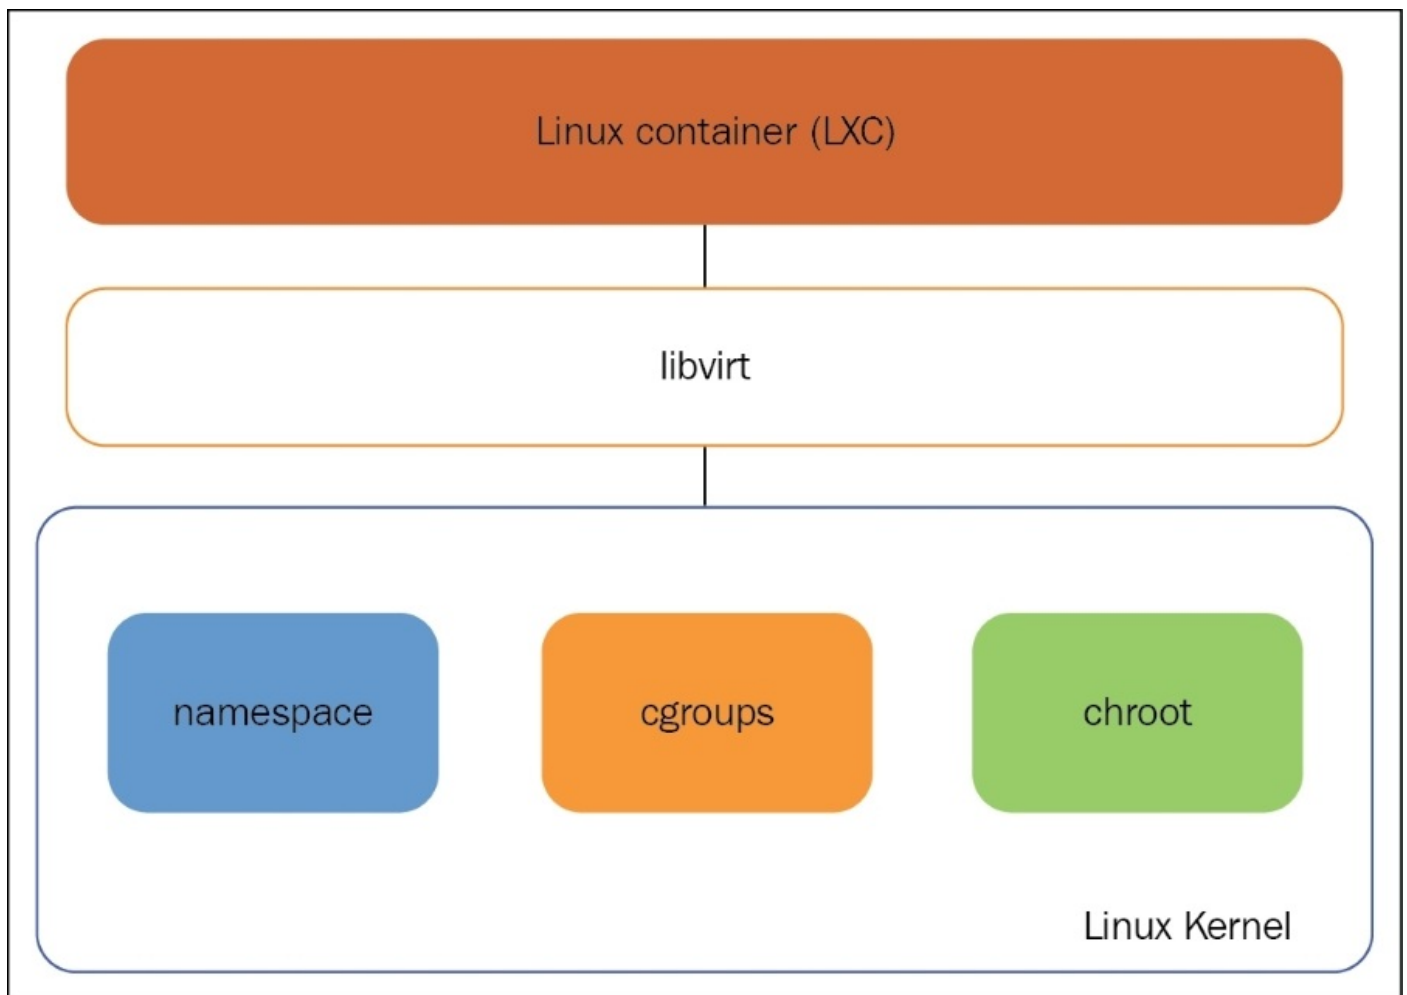 Linux container (LXC)
libvirt
namespace
cgroups
chroot
Linux Kernel